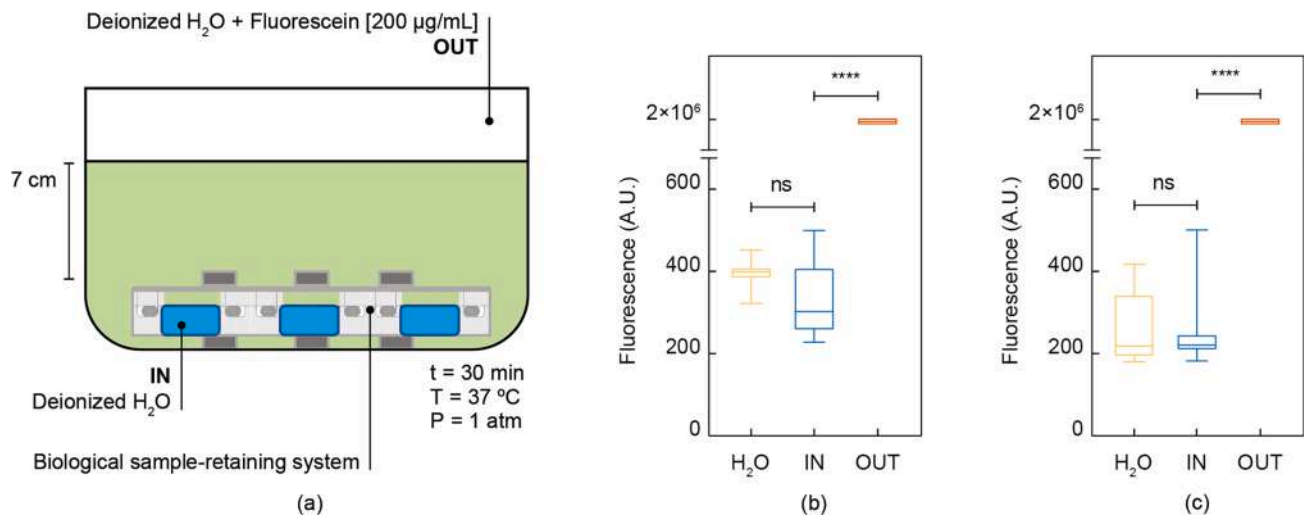 Deionized H₂O + Fluorescein [200 µg/mL]
OUT
7 cm
IN
Deionized H₂O
t = 30 min
T = 37 ºC
P = 1 atm
Biological sample-retaining system
(a)
Fluorescence (A.U.)
2×10⁶
600
400
200
0
ns
****
H₂O IN OUT
(b)
Fluorescence (A.U.)
2×10⁶
600
400
200
0
ns
****
H₂O IN OUT
(c)